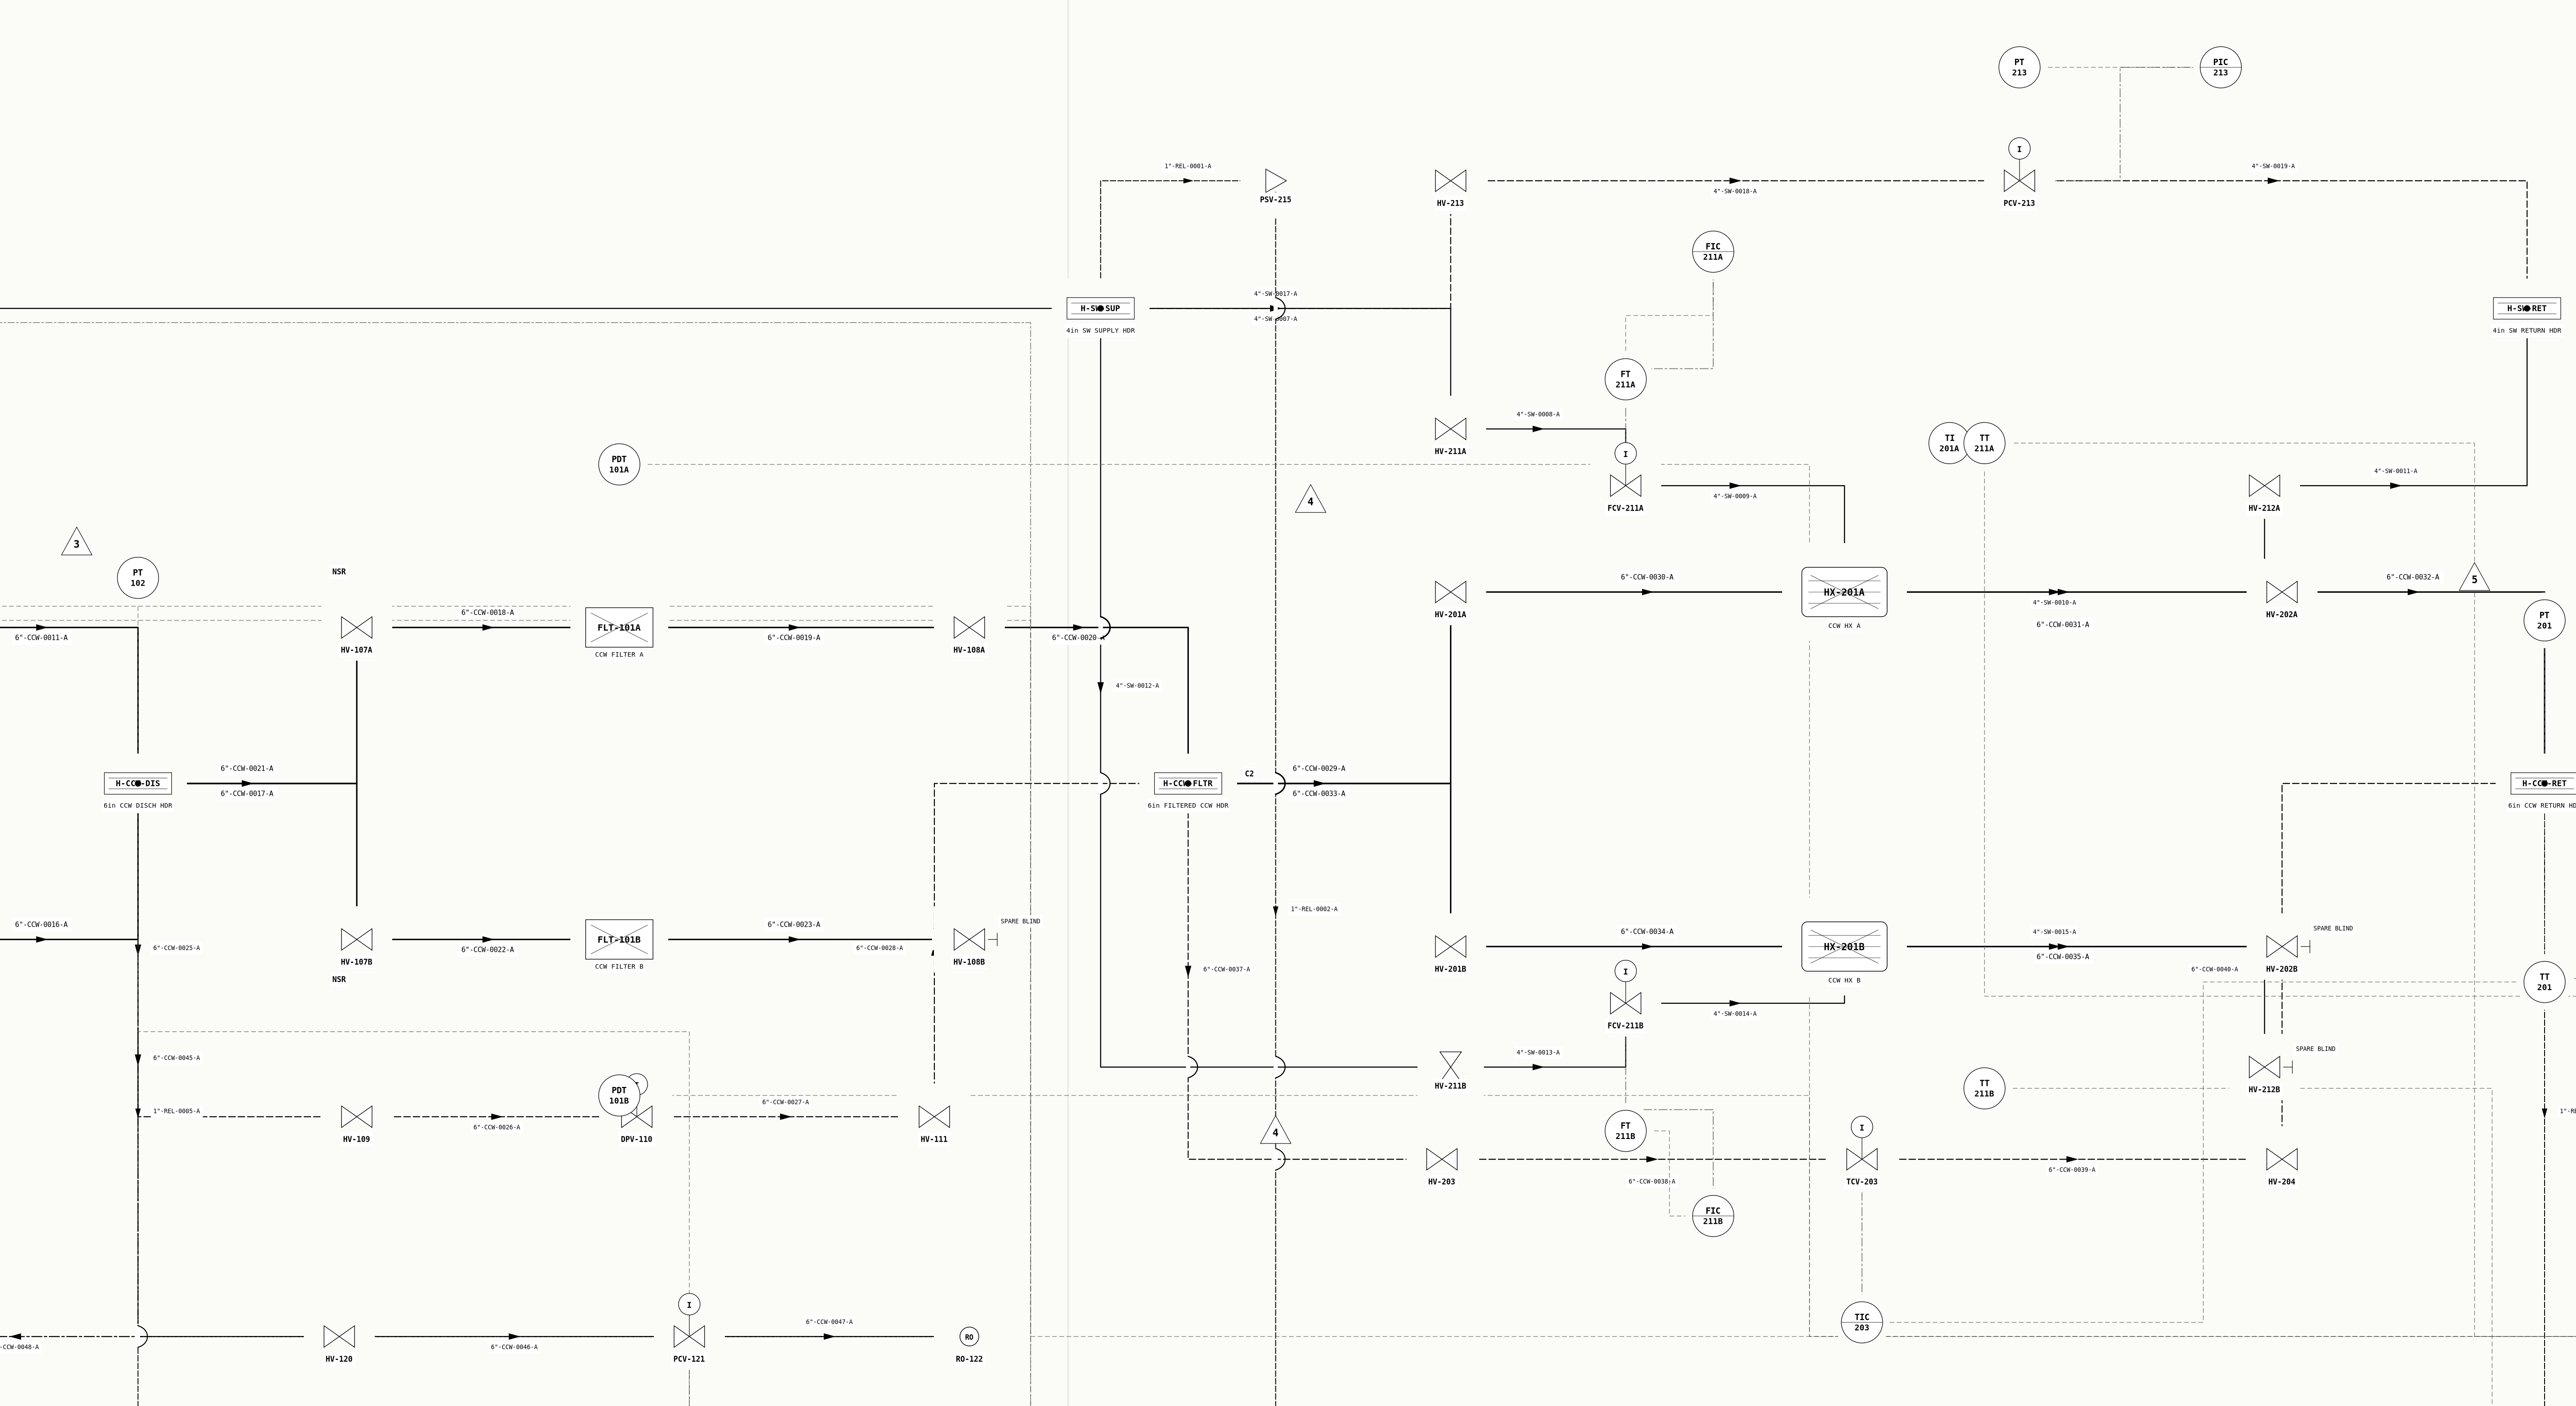 PT
213
PIC
213
1"-REL-0001-A
I
4"-SW-0019-A
4"-SW-0018-A
PSV-215
HV-213
PCV-213
FIC
211A
4"-SW-0017-A
H-SW-SUP
H-SW-RET
4"-SW-0007-A
4in SW SUPPLY HDR
4in SW RETURN HDR
FT
211A
4"-SW-0008-A
TI
201A
TT
211A
HV-211A
I
PDT
101A
4"-SW-0011-A
4
4"-SW-0009-A
FCV-211A
HV-212A
3
PT
102
NSR
6"-CCW-0030-A
6"-CCW-0032-A
5
HX-201A
4"-SW-0010-A
6"-CCW-0018-A
HV-201A
HV-202A
PT
201
6"-CCW-0011-A
FLT-101A
6"-CCW-0019-A
6"-CCW-0020-A
CCW HX A
6"-CCW-0031-A
HV-107A
CCW FILTER A
HV-108A
4"-SW-0012-A
6"-CCW-0021-A
C2
6"-CCW-0029-A
H-CCW-DIS
H-CCW-FLTR
H-CCW-RET
6"-CCW-0017-A
6"-CCW-0033-A
6in CCW DISCH HDR
6in FILTERED CCW HDR
6in CCW RETURN HD
1"-REL-0002-A
6"-CCW-0016-A
6"-CCW-0023-A
SPARE BLIND
6"-CCW-0034-A
4"-SW-0015-A
SPARE BLIND
FLT-101B
HX-201B
6"-CCW-0025-A
6"-CCW-0022-A
6"-CCW-0028-A
6"-CCW-0035-A
HV-107B
CCW FILTER B
HV-108B
6"-CCW-0037-A
HV-201B
I
CCW HX B
6"-CCW-0040-A
HV-202B
NSR
TT
201
4"-SW-0014-A
FCV-211B
6"-CCW-0045-A
4"-SW-0013-A
SPARE BLIND
HV-211B
HV-212B
PDT
101B
TT
211B
6"-CCW-0027-A
1"-REL-0005-A
1"-RE
6"-CCW-0026-A
4
FT
211B
I
HV-109
DPV-110
HV-111
6"-CCW-0039-A
HV-203
6"-CCW-0038-A
TCV-203
HV-204
FIC
211B
I
6"-CCW-0047-A
TIC
203
RO
-CCW-0048-A
HV-120
6"-CCW-0046-A
PCV-121
RO-122